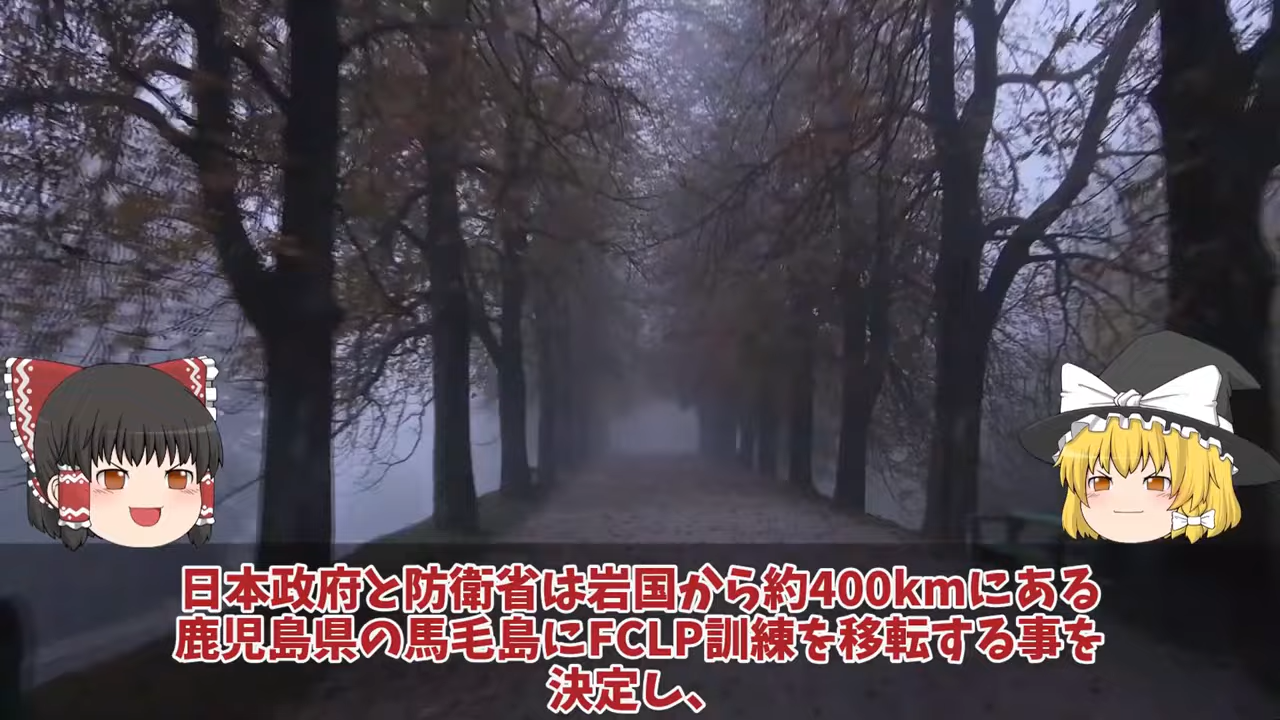 日本政府と防衛省は岩国から約400kmにある
鹿児島県の馬毛島にFCLP訓練を移転する事を
決定し、